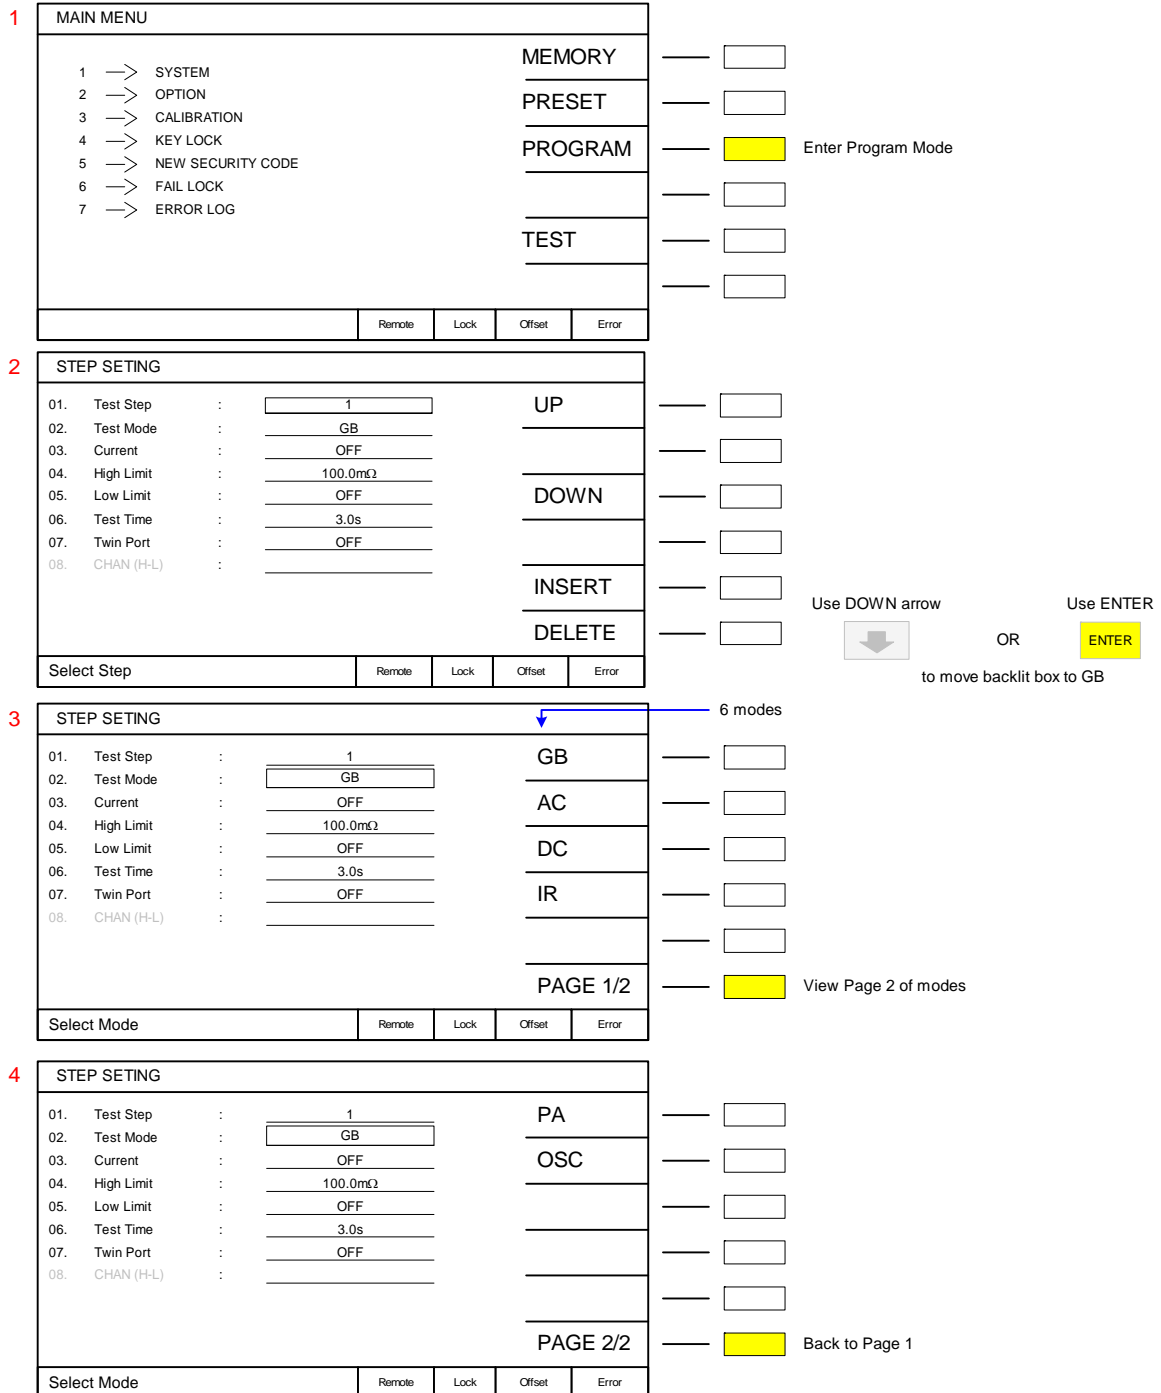 1
MAIN MENU
MEMORY
1 SYSTEM
2 OPTION
PRESET
3 CALIBRATION
4 KEY LOCK
PROGRAM
Enter Program Mode
5 NEW SECURITY CODE
6 FAIL LOCK
7 ERROR LOG
TEST
Remote Lock Offset Error
2
STEP SETING
01. Test Step : 1
UP
02. Test Mode : GB
03. Current : OFF
04. High Limit : 100.0mΩ
05. Low Limit : OFF
DOWN
06. Test Time : 3.0s
07. Twin Port : OFF
08. CHAN (H-L) :
INSERT
DELETE
Use DOWN arrow
Use ENTER
OR
ENTER
to move backlit box to GB
Select Step Remote Lock Offset Error
3
STEP SETING
6 modes
01. Test Step : 1
GB
02. Test Mode : GB
03. Current : OFF
AC
04. High Limit : 100.0mΩ
05. Low Limit : OFF
DC
06. Test Time : 3.0s
07. Twin Port : OFF
IR
08. CHAN (H-L) :
PAGE 1/2
View Page 2 of modes
Select Mode Remote Lock Offset Error
4
STEP SETING
01. Test Step : 1
PA
02. Test Mode : GB
03. Current : OFF
OSC
04. High Limit : 100.0mΩ
05. Low Limit : OFF
06. Test Time : 3.0s
07. Twin Port : OFF
08. CHAN (H-L) :
PAGE 2/2
Back to Page 1
Select Mode Remote Lock Offset Error